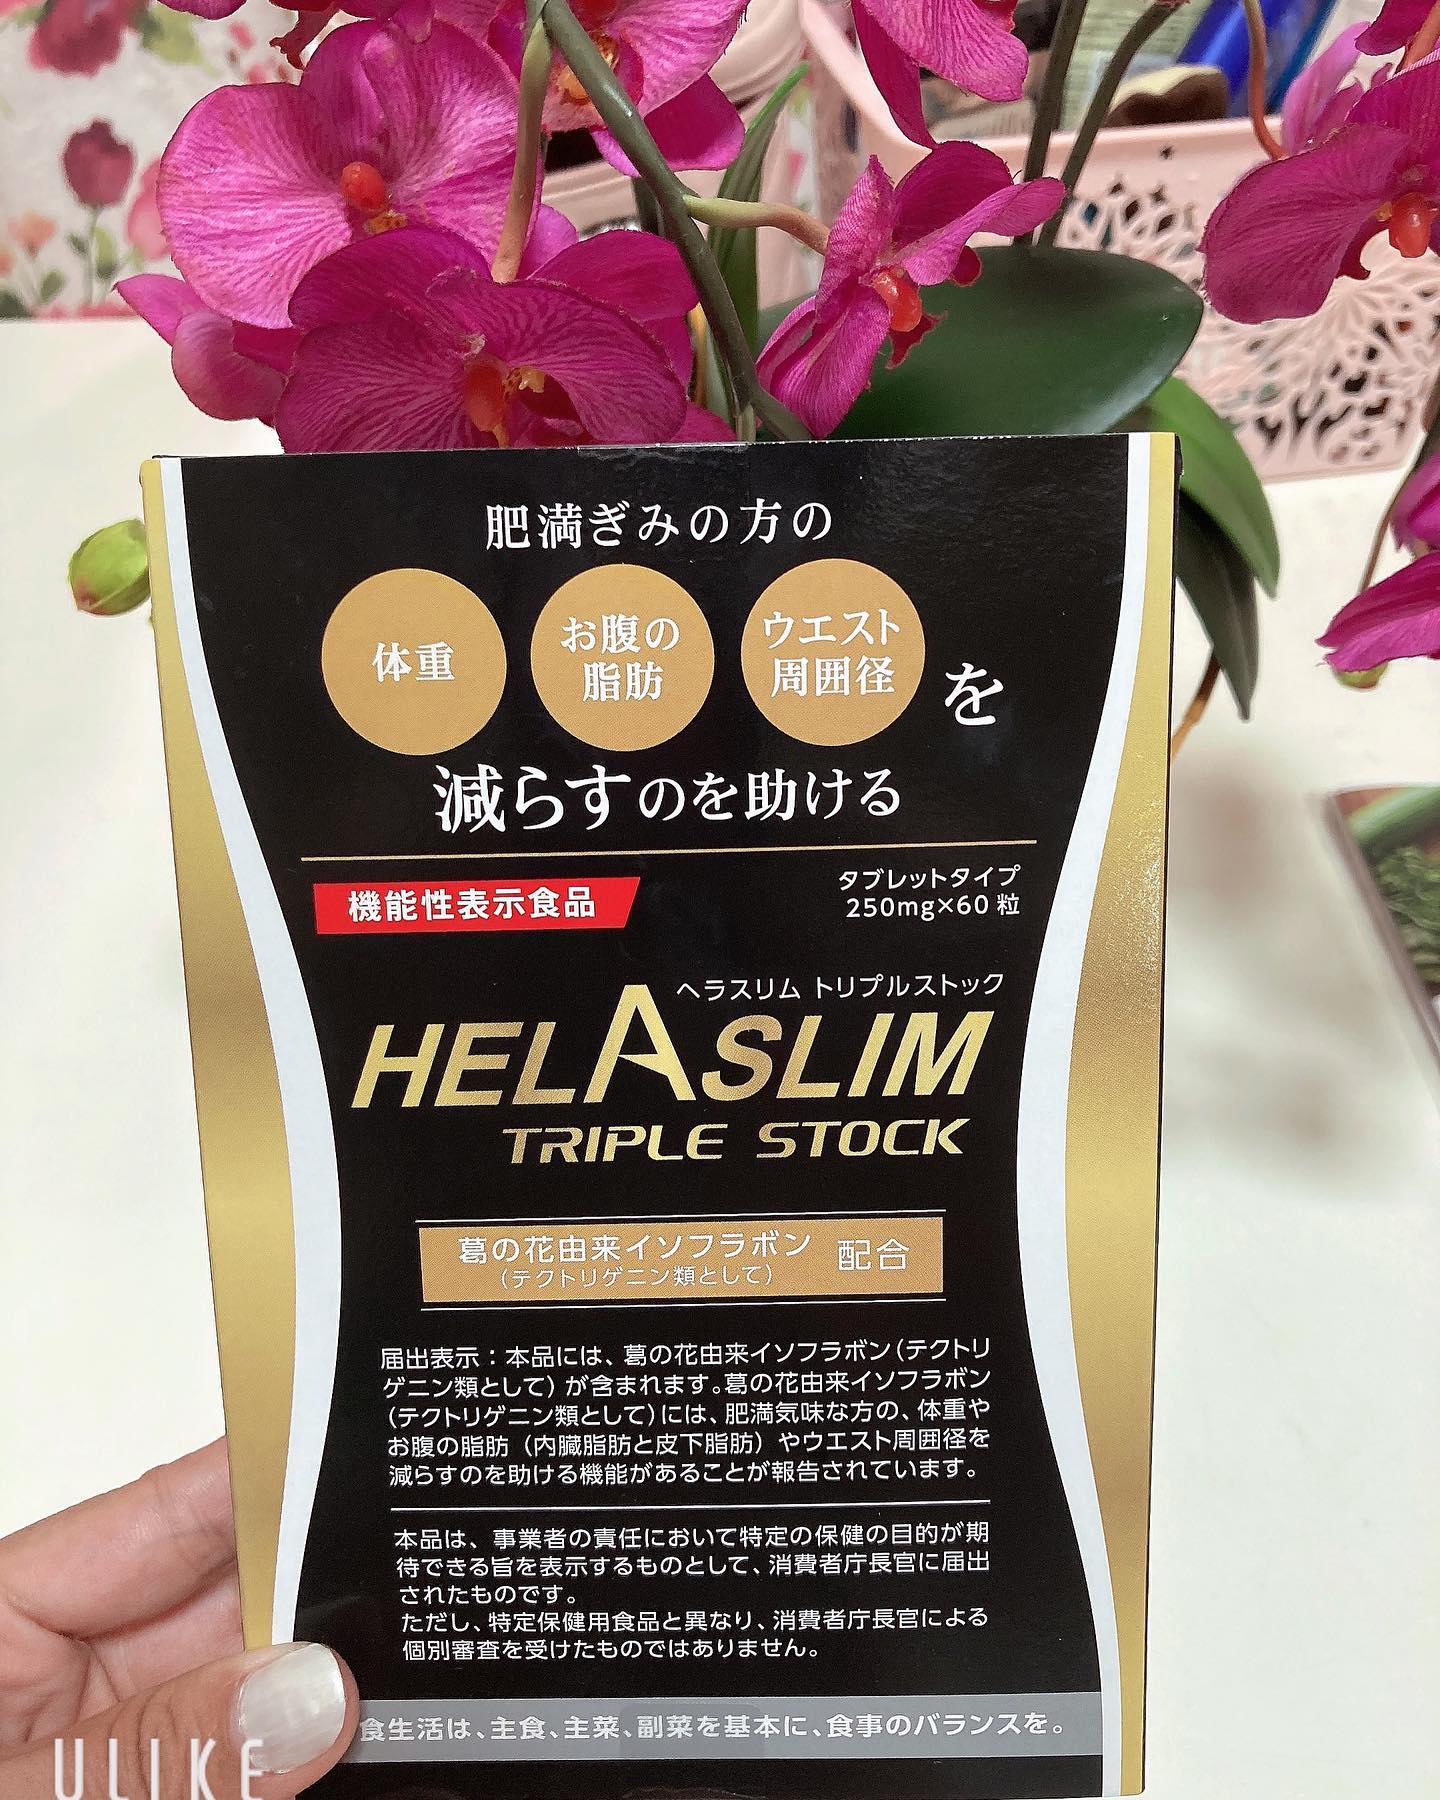 肥満ぎみの方の
体重
お腹の
脂肪
ウエスト
周囲径
を
減らすのを助ける
機能性表示食品
タブレットタイプ
250mg×60粒
ヘラスリム トリプルストック
HELASLIM
TRIPLE STOCK
葛の花由来イソフラボン
(テクトリゲニン類として)
配合
届出表示：本品には、葛の花由来イソフラボン(テクトリ
ゲニン類として)が含まれます。葛の花由来イソフラボン
(テクトリゲニン類として)には、肥満気味な方の、体重や
お腹の脂肪（内臓脂肪と皮下脂肪）やウエスト周囲径を
減らすのを助ける機能があることが報告されています。
本品は、事業者の責任において特定の保健の目的が期
待できる旨を表示するものとして、消費者庁長官に届出
されたものです。
ただし、特定保健用食品と異なり、消費者庁長官による
個別審査を受けたものではありません。
食生活は、主食、主菜、副菜を基本に、食事のバランスを。
ULIKE